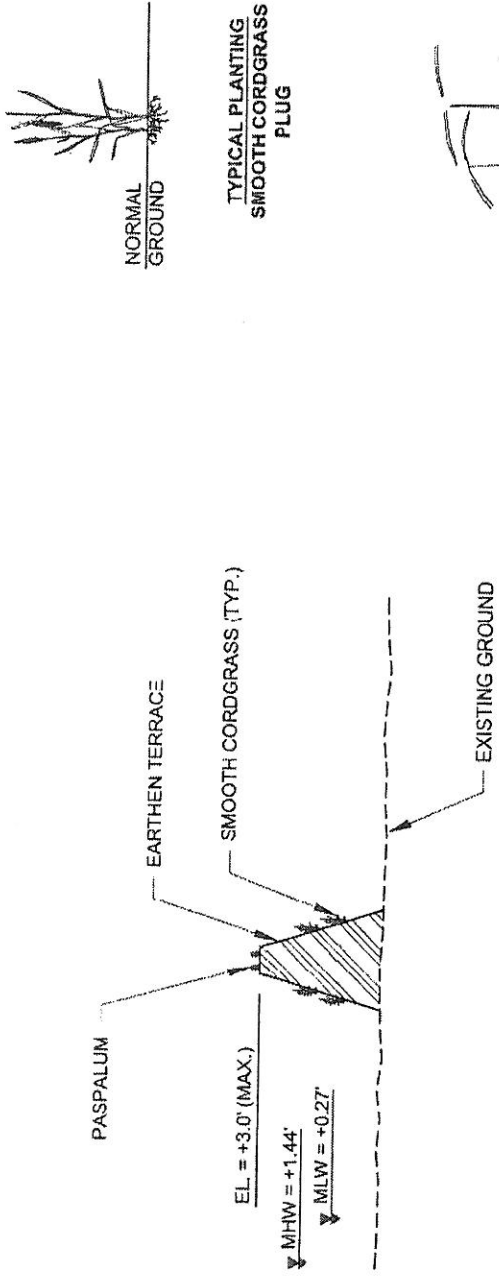 PASPALUM
EARTHEN TERRACE
EL. = +3.0' (MAX.)
SMOOTH CORDGRASS (TYP.)
MHW = +1.44'
MLW = +0.27'
EXISTING GROUND
NORMAL
GROUND
TYPICAL PLANTING
SMOOTH CORDGRASS
PLUG